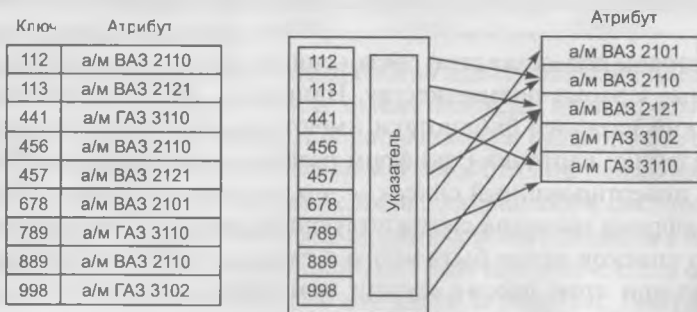 Ключ Атрибут
112 а/м ВАЗ 2110
113 а/м ВАЗ 2121
441 а/м ГАЗ 3110
456 а/м ВАЗ 2110
457 а/м ВАЗ 2121
678 а/м ВАЗ 2101
789 а/м ГАЗ 3110
889 а/м ВАЗ 2110
998 а/м ГАЗ 3102
112
113
441
456
457
678
789
889
998
Указатель
Атрибут
а/м ВАЗ 2101
а/м ВАЗ 2110
а/м ВАЗ 2121
а/м ГАЗ 3102
а/м ГАЗ 3110